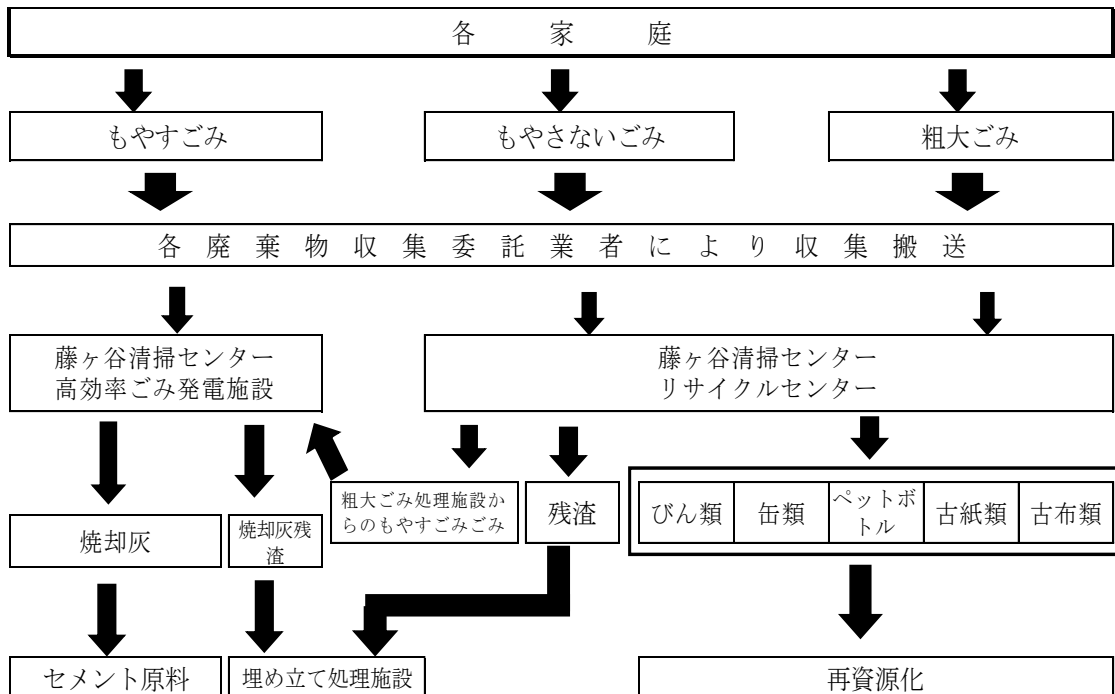 各家庭
もやすごみ
もやさないごみ
粗大ごみ
各廃棄物収集委託業者により収集搬送
藤ヶ谷清掃センター
高効率ごみ発電施設
藤ヶ谷清掃センター
リサイクルセンター
焼却灰
焼却灰残
渣
粗大ごみ処理施設か
らのもやすごみごみ
残渣
びん類
缶類
ペットボ
トル
古紙類
古布類
セメント原料
埋め立て処理施設
再資源化